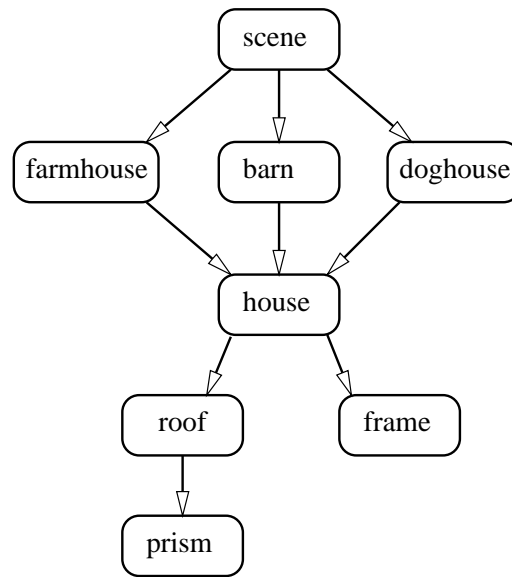 scene
farmhouse
barn
doghouse
house
roof
frame
prism